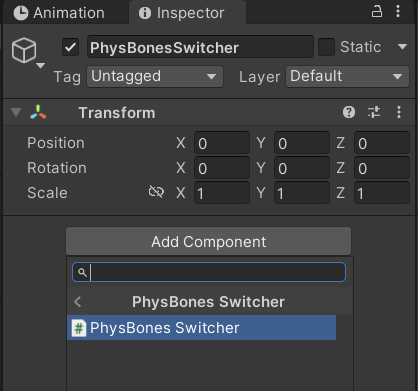 Animation Inspector
PhysBonesSwitcher Static
Tag Untagged Layer Default
Transform
Position X 0 Y 0 Z 0
Rotation X 0 Y 0 Z 0
Scale X 1 Y 1 Z 1
Add Component
PhysBones Switcher
PhysBones Switcher